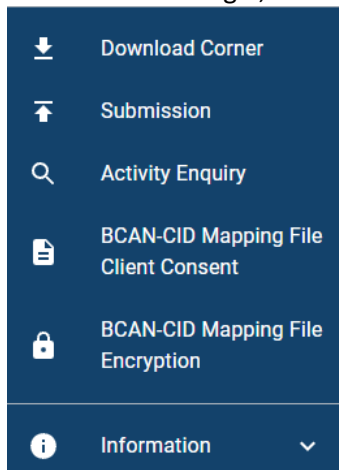 Download Corner
Submission
Activity Enquiry
BCAN-CID Mapping File
Client Consent
BCAN-CID Mapping File
Encryption
Information